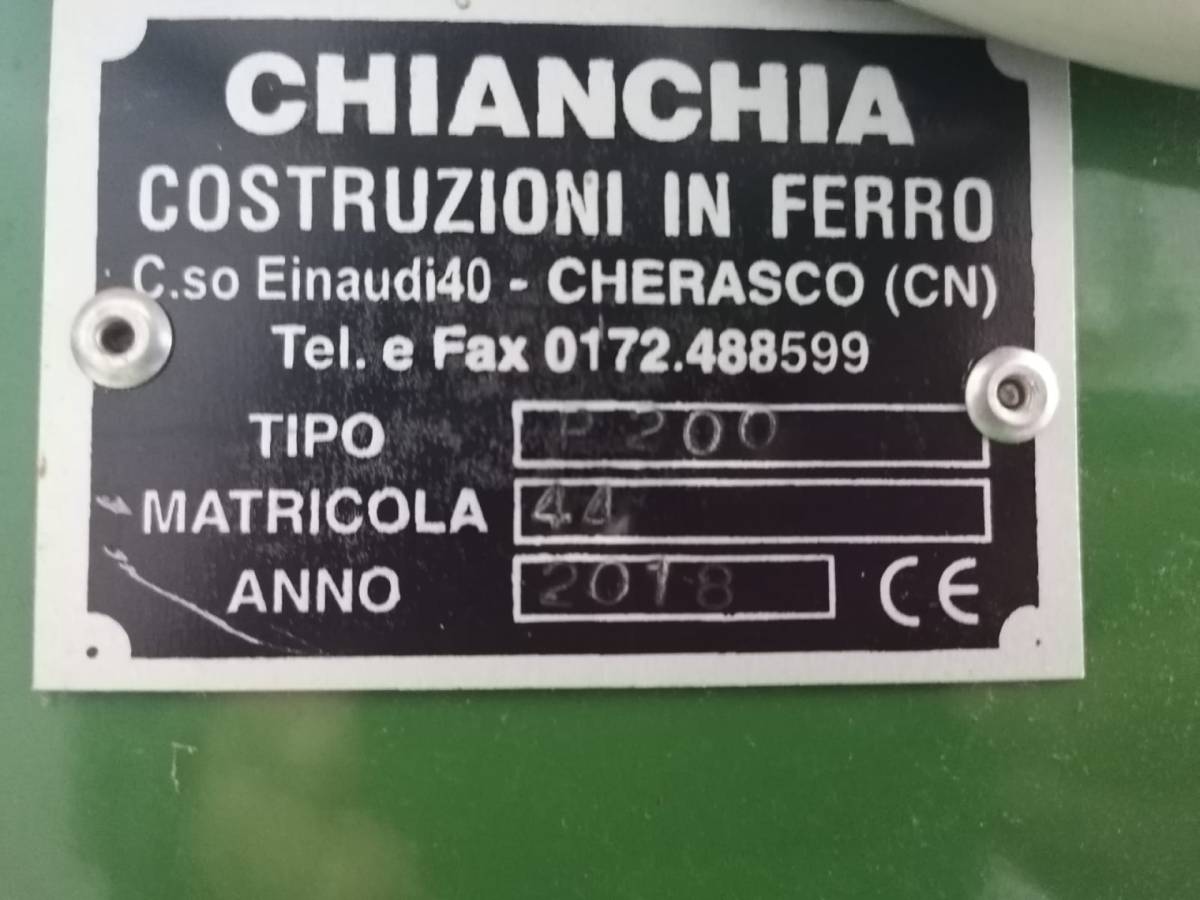 CHIANCHIA
COSTRUZIONI IN FERRO
C.so Einaudi40 - CHERASCO (CN)
Tel. e Fax 0172.488599
TIPO P 200
MATRICOLA 44
ANNO 2018 CE